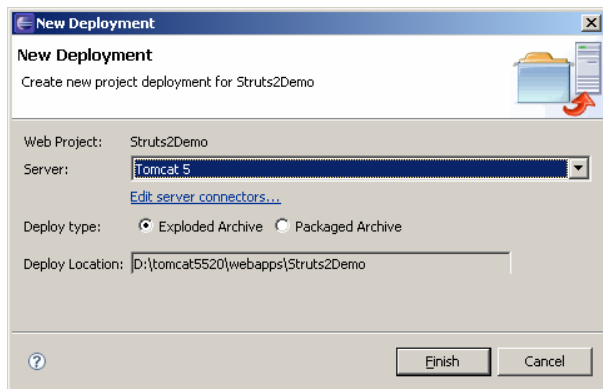 New Deployment
New Deployment
Create new project deployment for Struts2Demo
Web Project: Struts2Demo
Server: Tomcat 5
Edit server connectors...
Deploy type: Exploded Archive Packaged Archive
Deploy Location: D:\tomcat5520\webapps\Struts2Demo
? Finish Cancel